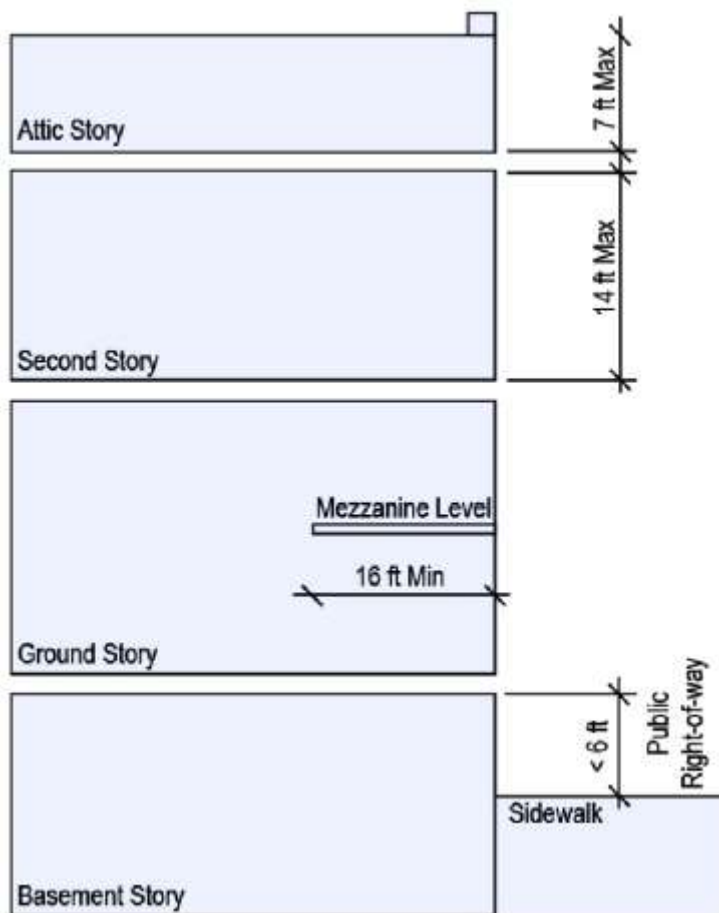 7 ft Max
Attic Story
14 ft Max
Second Story
Mezzanine Level
16 ft Min
Ground Story
< 6 ft
Public
Right-of-way
Sidewalk
Basement Story